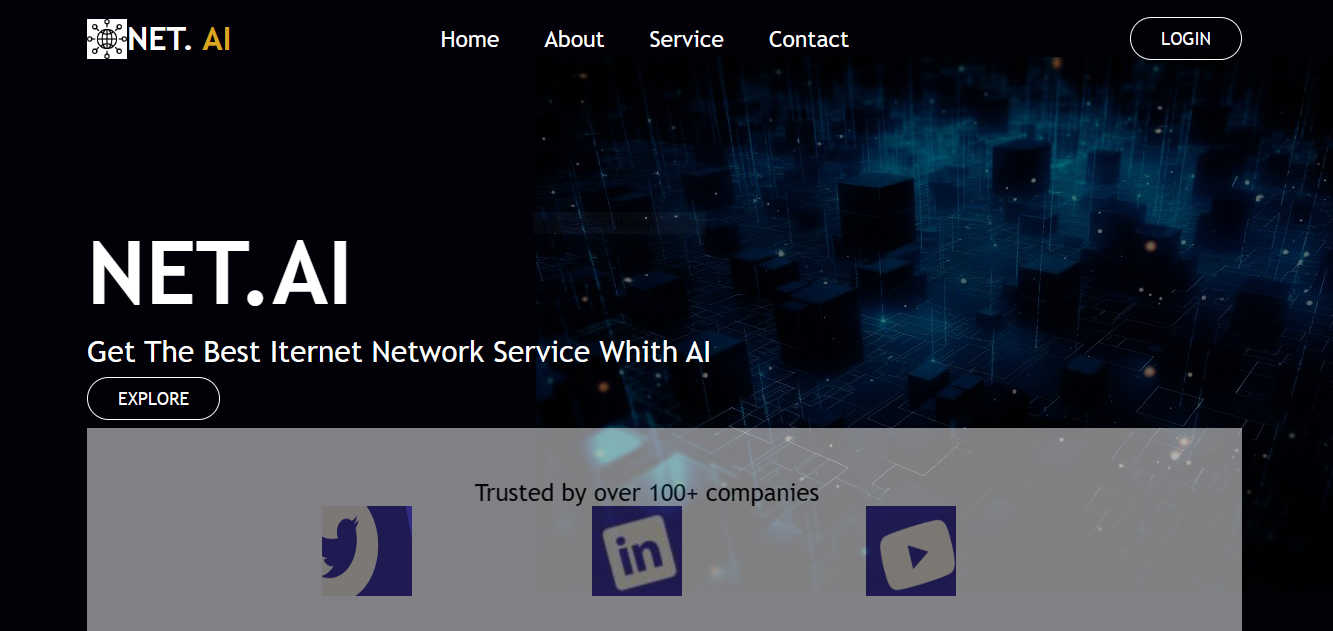 NET. AI
Home About Service Contact
LOGIN
NET.AI
Get The Best Iternet Network Service Whith AI
EXPLORE
Trusted by over 100+ companies
in